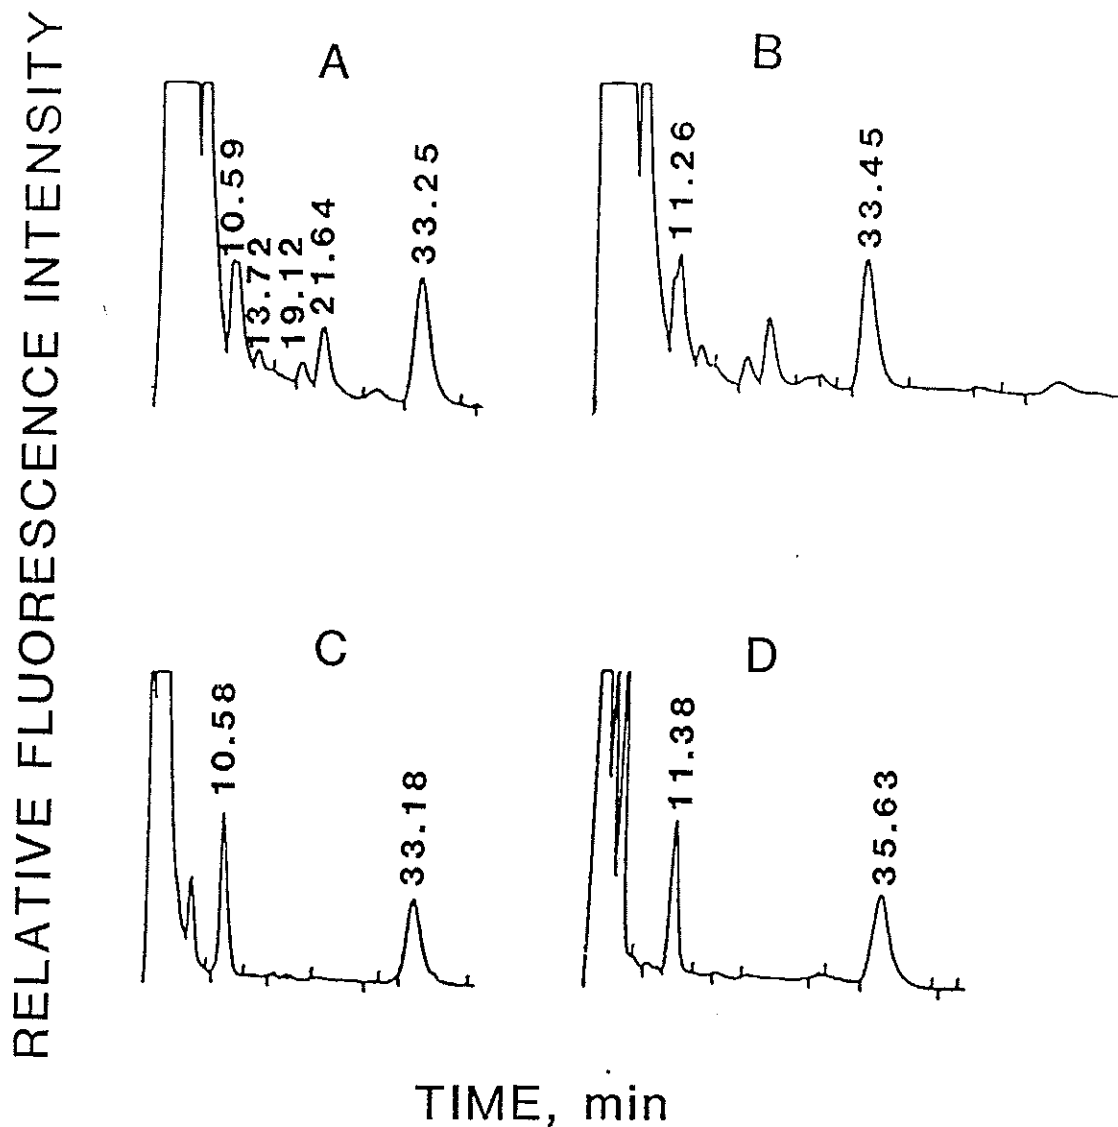 RELATIVE FLUORESCENCE INTENSITY
A
10.59
13.72
19.12
21.64
33.25
B
11.26
33.45
C
10.58
33.18
D
11.38
35.63
TIME, min